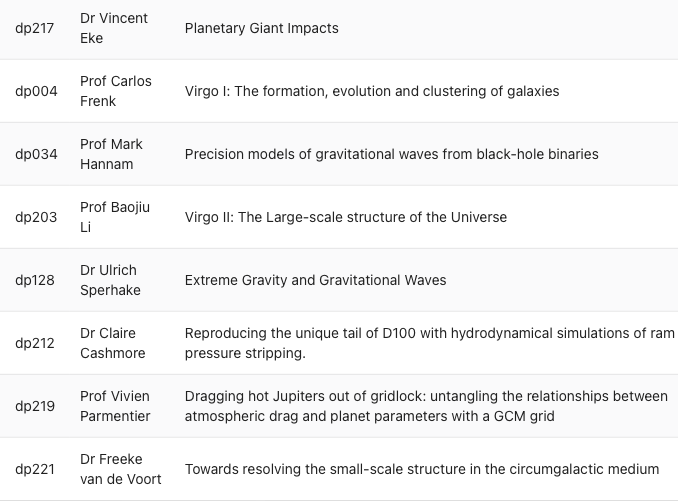 dp217
Dr Vincent
Eke
Planetary Giant Impacts
dp004
Prof Carlos
Frenk
Virgo I: The formation, evolution and clustering of galaxies
dp034
Prof Mark
Hannam
Precision models of gravitational waves from black-hole binaries
dp203
Prof Baojiu
Li
Virgo II: The Large-scale structure of the Universe
dp128
Dr Ulrich
Sperhake
Extreme Gravity and Gravitational Waves
dp212
Dr Claire
Cashmore
Reproducing the unique tail of D100 with hydrodynamical simulations of ram
pressure stripping.
dp219
Prof Vivien
Parmentier
Dragging hot Jupiters out of gridlock: untangling the relationships between
atmospheric drag and planet parameters with a GCM grid
dp221
Dr Freeke
van de Voort
Towards resolving the small-scale structure in the circumgalactic medium